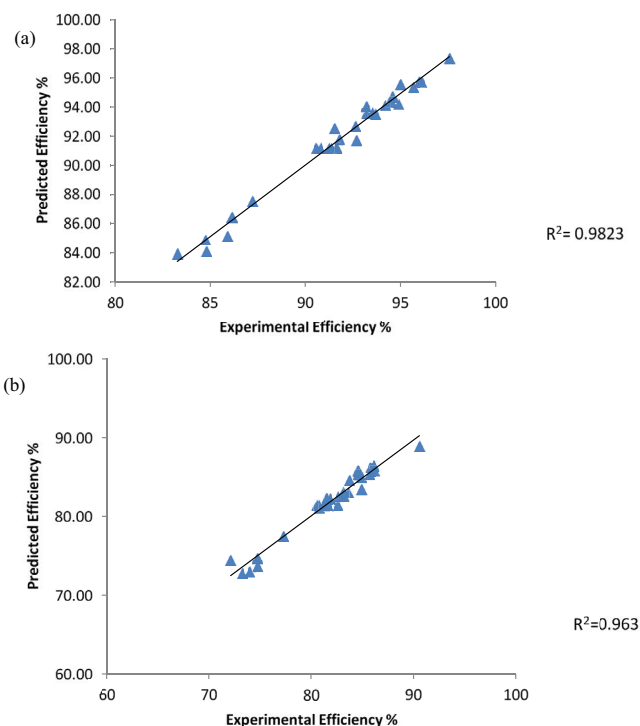 (a)
100.00
98.00
96.00
94.00
92.00
90.00
88.00
86.00
84.00
82.00
Predicted Efficiency %
80 85 90 95 100
Experimental Efficiency %
R²= 0.9823
(b)
100.00
90.00
80.00
70.00
60.00
Predicted Efficiency %
60 70 80 90 100
Experimental Efficiency %
R²=0.963